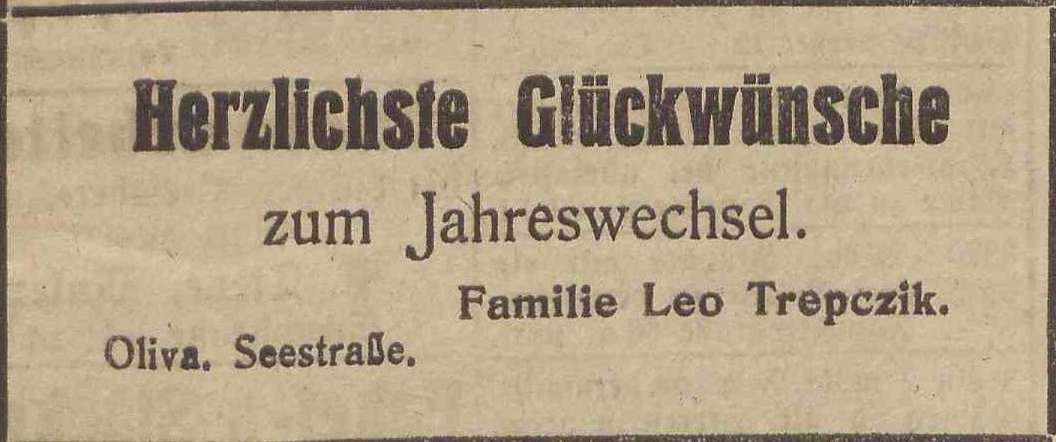 Herzlichste Glückwünsche
zum Jahreswechsel.
Familie Leo Trepczik.
Oliva. Seestraße.